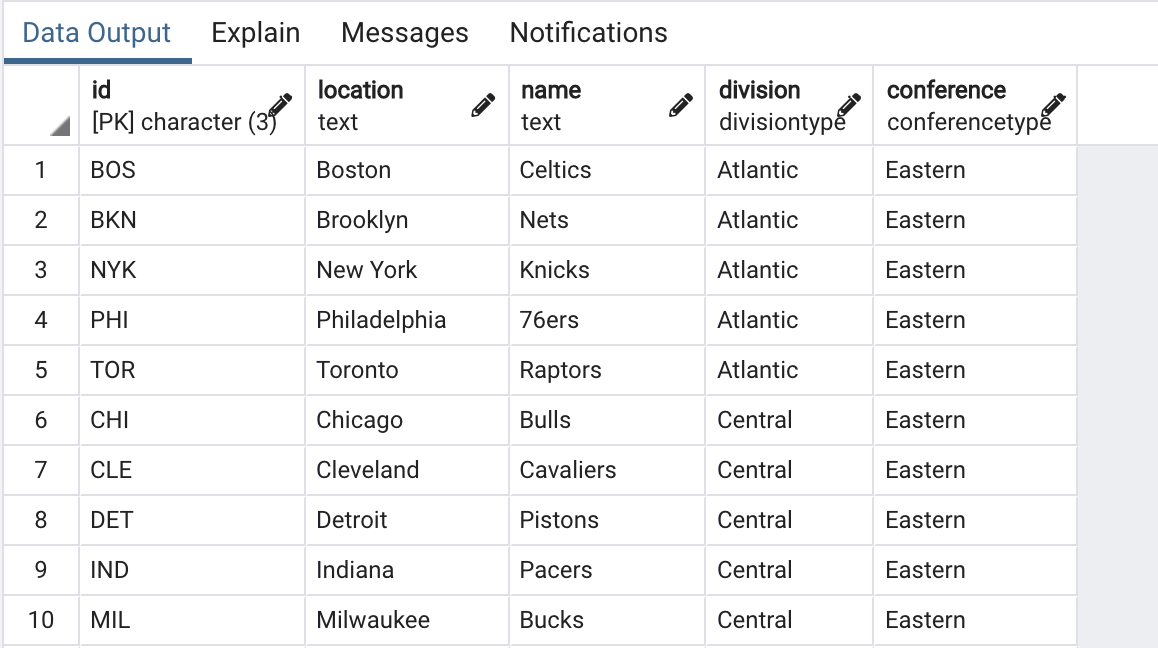 Data Output Explain Messages Notifications
id location name division conference
[PK] character (3) text text divisiontype conferencetype
1 BOS Boston Celtics Atlantic Eastern
2 BKN Brooklyn Nets Atlantic Eastern
3 NYK New York Knicks Atlantic Eastern
4 PHI Philadelphia 76ers Atlantic Eastern
5 TOR Toronto Raptors Atlantic Eastern
6 CHI Chicago Bulls Central Eastern
7 CLE Cleveland Cavaliers Central Eastern
8 DET Detroit Pistons Central Eastern
9 IND Indiana Pacers Central Eastern
10 MIL Milwaukee Bucks Central Eastern